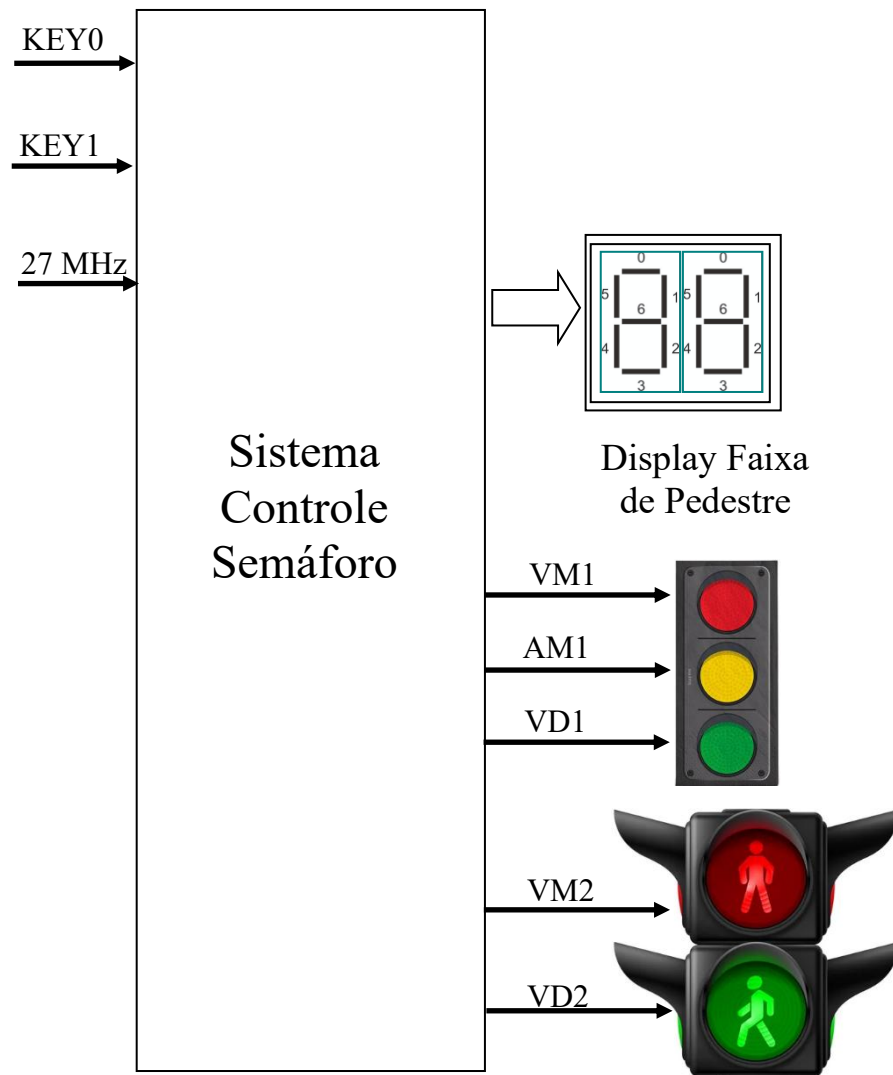 KEY0
KEY1
27 MHz
0 0
5 1 5 1
6 6
4 2 4 2
3 3
Sistema
Controle
Semáforo
Display Faixa
de Pedestre
VM1
AM1
VD1
VM2
VD2